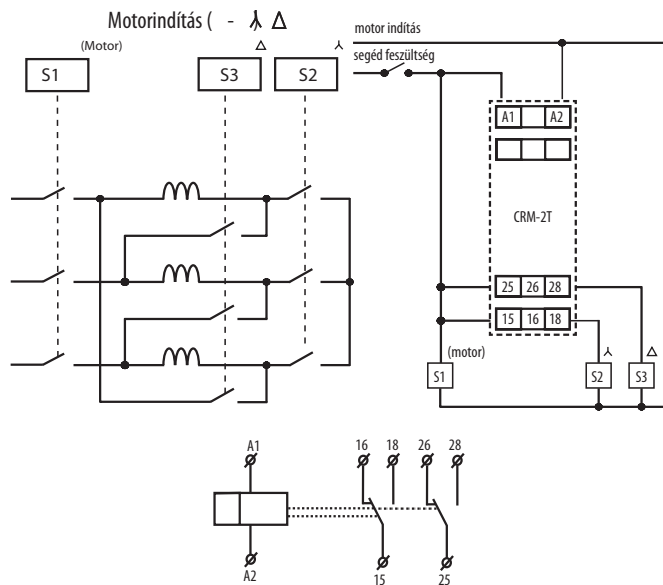 Motorindítás ( - ⅄ Δ
(Motor)
Δ
⅄
S1
S3
S2
motor indítás
segéd feszültség
A1
A2
CRM-2T
25 26 28
15 16 18
(motor)
⅄
Δ
S1
S2
S3
A1
16
18
26
28
A2
15
25